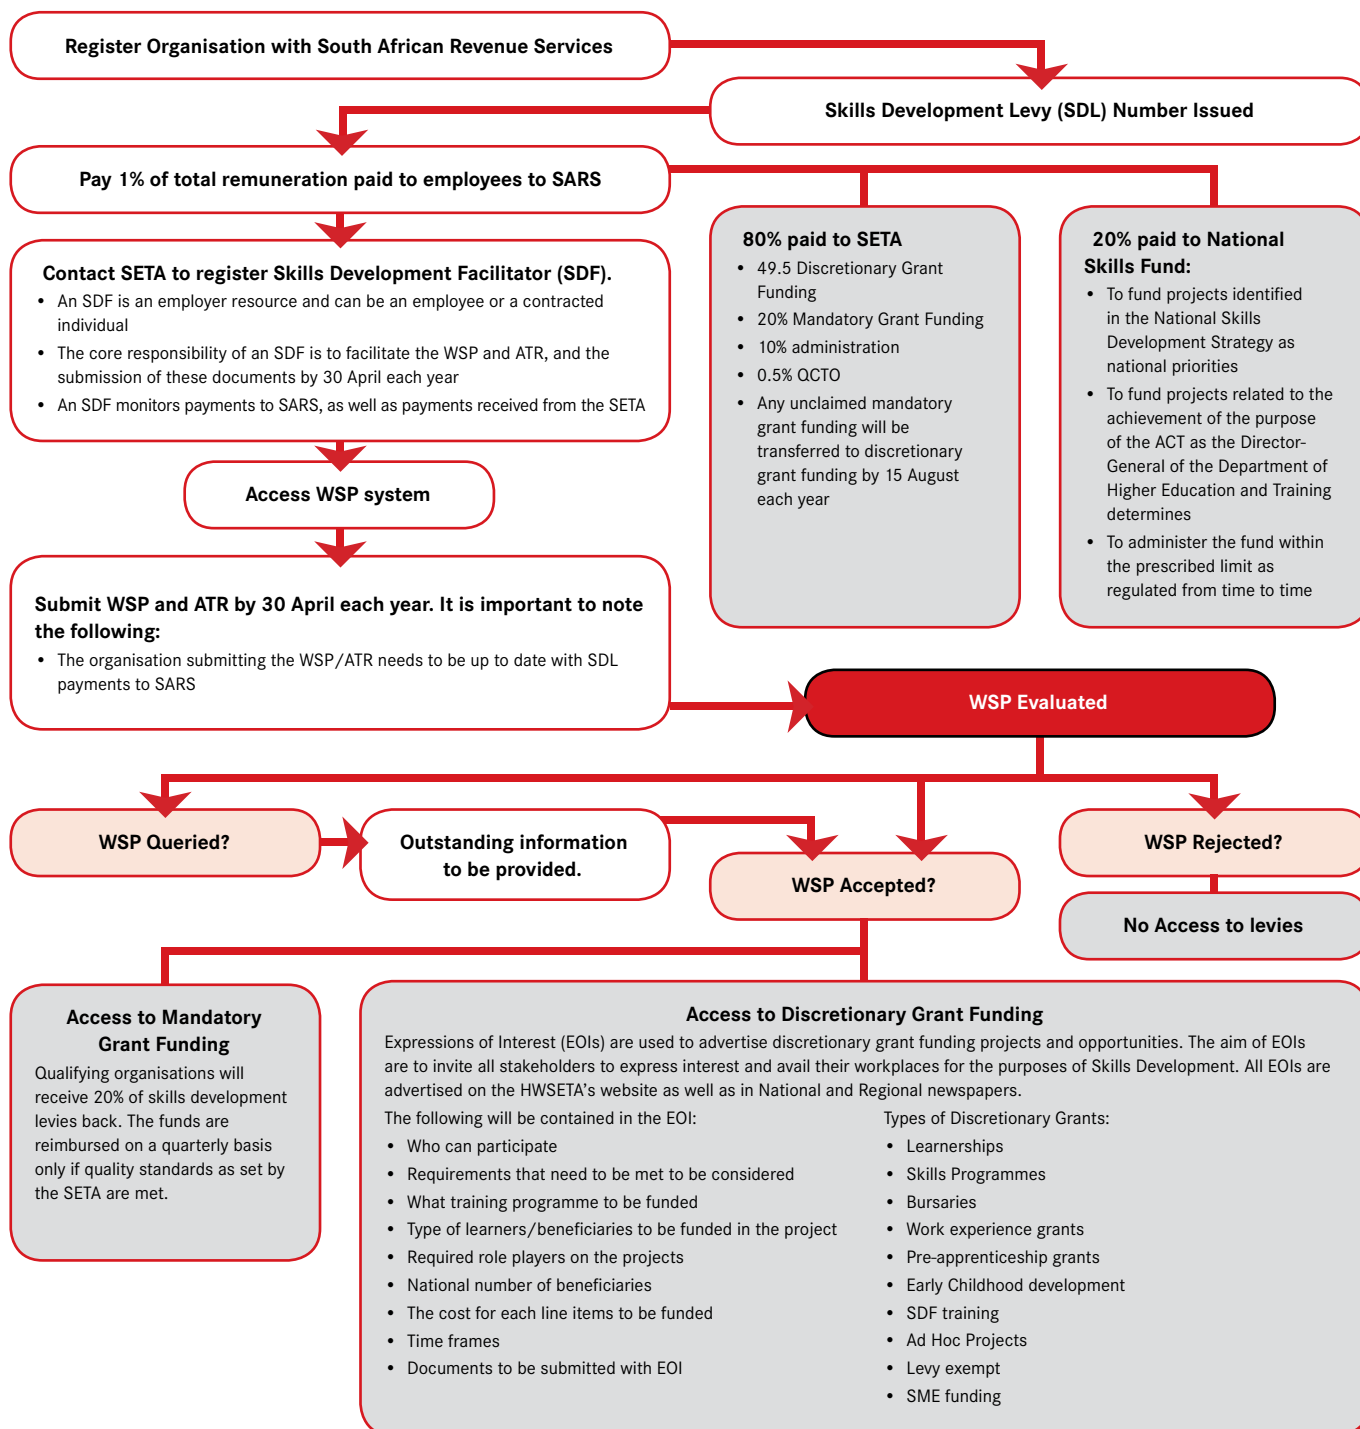 Register Organisation with South African Revenue Services
Skills Development Levy (SDL) Number Issued
Pay 1% of total remuneration paid to employees to SARS
80% paid to SETA
• 49.5 Discretionary Grant
Funding
• 20% Mandatory Grant Funding
• 10% administration
• 0.5% QCTO
• Any unclaimed mandatory
grant funding will be
transferred to discretionary
grant funding by 15 August
each year
20% paid to National
Skills Fund:
• To fund projects identified
in the National Skills
Development Strategy as
national priorities
• To fund projects related to the
achievement of the purpose
of the ACT as the Director-
General of the Department of
Higher Education and Training
determines
• To administer the fund within
the prescribed limit as
regulated from time to time
Contact SETA to register Skills Development Facilitator (SDF).
• An SDF is an employer resource and can be an employee or a contracted
individual
• The core responsibility of an SDF is to facilitate the WSP and ATR, and the
submission of these documents by 30 April each year
• An SDF monitors payments to SARS, as well as payments received from the SETA
Access WSP system
Submit WSP and ATR by 30 April each year. It is important to note
the following:
• The organisation submitting the WSP/ATR needs to be up to date with SDL
payments to SARS
WSP Evaluated
WSP Queried?
Outstanding information
to be provided.
WSP Accepted?
WSP Rejected?
No Access to levies
Access to Mandatory
Grant Funding
Qualifying organisations will
receive 20% of skills development
levies back. The funds are
reimbursed on a quarterly basis
only if quality standards as set by
the SETA are met.
Access to Discretionary Grant Funding
Expressions of Interest (EOIs) are used to advertise discretionary grant funding projects and opportunities. The aim of EOIs
are to invite all stakeholders to express interest and avail their workplaces for the purposes of Skills Development. All EOIs are
advertised on the HWSETA's website as well as in National and Regional newspapers.
The following will be contained in the EOI:
• Who can participate
• Requirements that need to be met to be considered
• What training programme to be funded
• Type of learners/beneficiaries to be funded in the project
• Required role players on the projects
• National number of beneficiaries
• The cost for each line items to be funded
• Time frames
• Documents to be submitted with EOI
Types of Discretionary Grants:
• Learnerships
• Skills Programmes
• Bursaries
• Work experience grants
• Pre-apprenticeship grants
• Early Childhood development
• SDF training
• Ad Hoc Projects
• Levy exempt
• SME funding